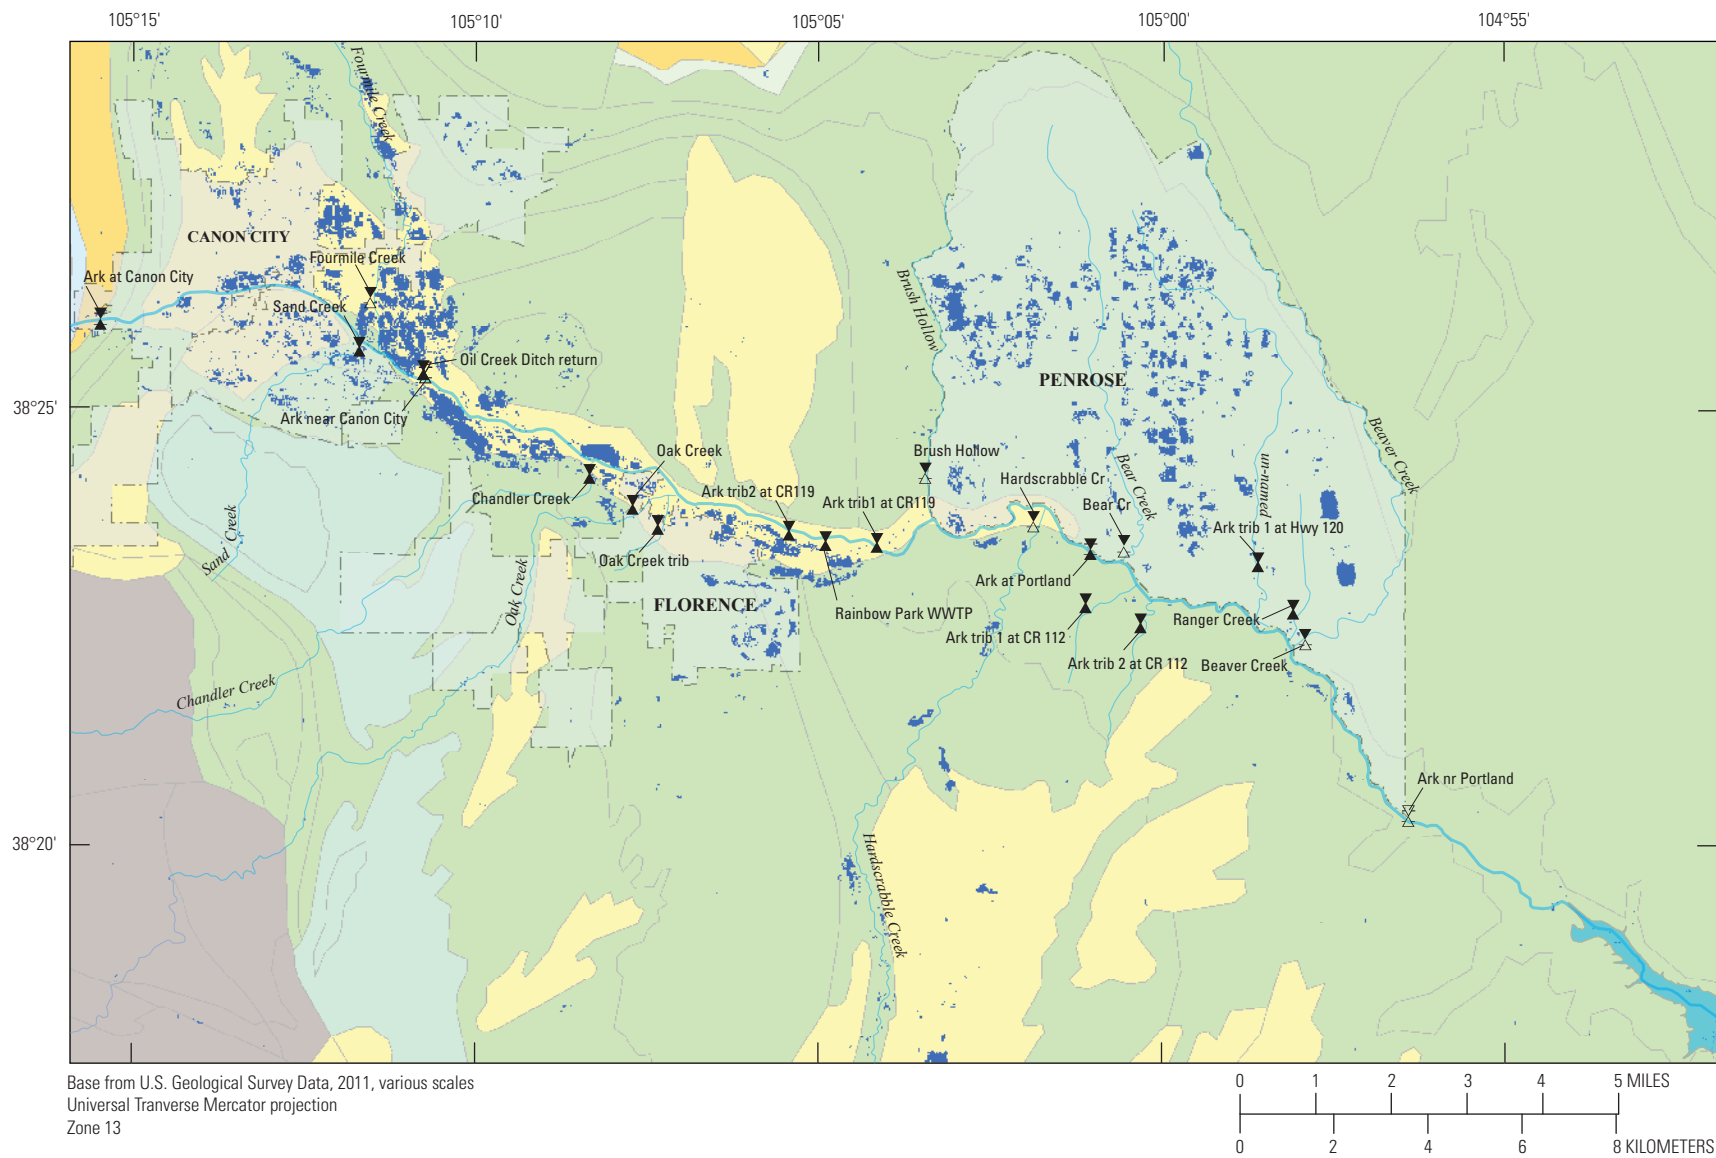 105°15'
105°10'
105°05'
105°00'
104°55'
Fourmile Creek
CANON CITY
Fourmile Creek
Ark at Canon City
Sand Creek
Brush Hollow
Oil Creek Ditch return
PENROSE
38°25'
Ark near Canon City
Beaver Creek
Oak Creek
Brush Hollow
Hardscrabble Cr
Bear Creek
un-named
Chandler Creek
Ark trib2 at CR119
Ark trib1 at CR119
Bear Cr
Ark trib 1 at Hwy 120
Sand Creek
Oak Creek trib
Ark at Portland
Oak Creek
FLORENCE
Rainbow Park WWTP
Ranger Creek
Ark trib 1 at CR 112
Ark trib 2 at CR 112
Beaver Creek
Chandler Creek
Ark nr Portland
38°20'
Hardscrabble Creek
Base from U.S. Geological Survey Data, 2011, various scales
Universal Tranverse Mercator projection
Zone 13
0 1 2 3 4 5 MILES
0 2 4 6 8 KILOMETERS